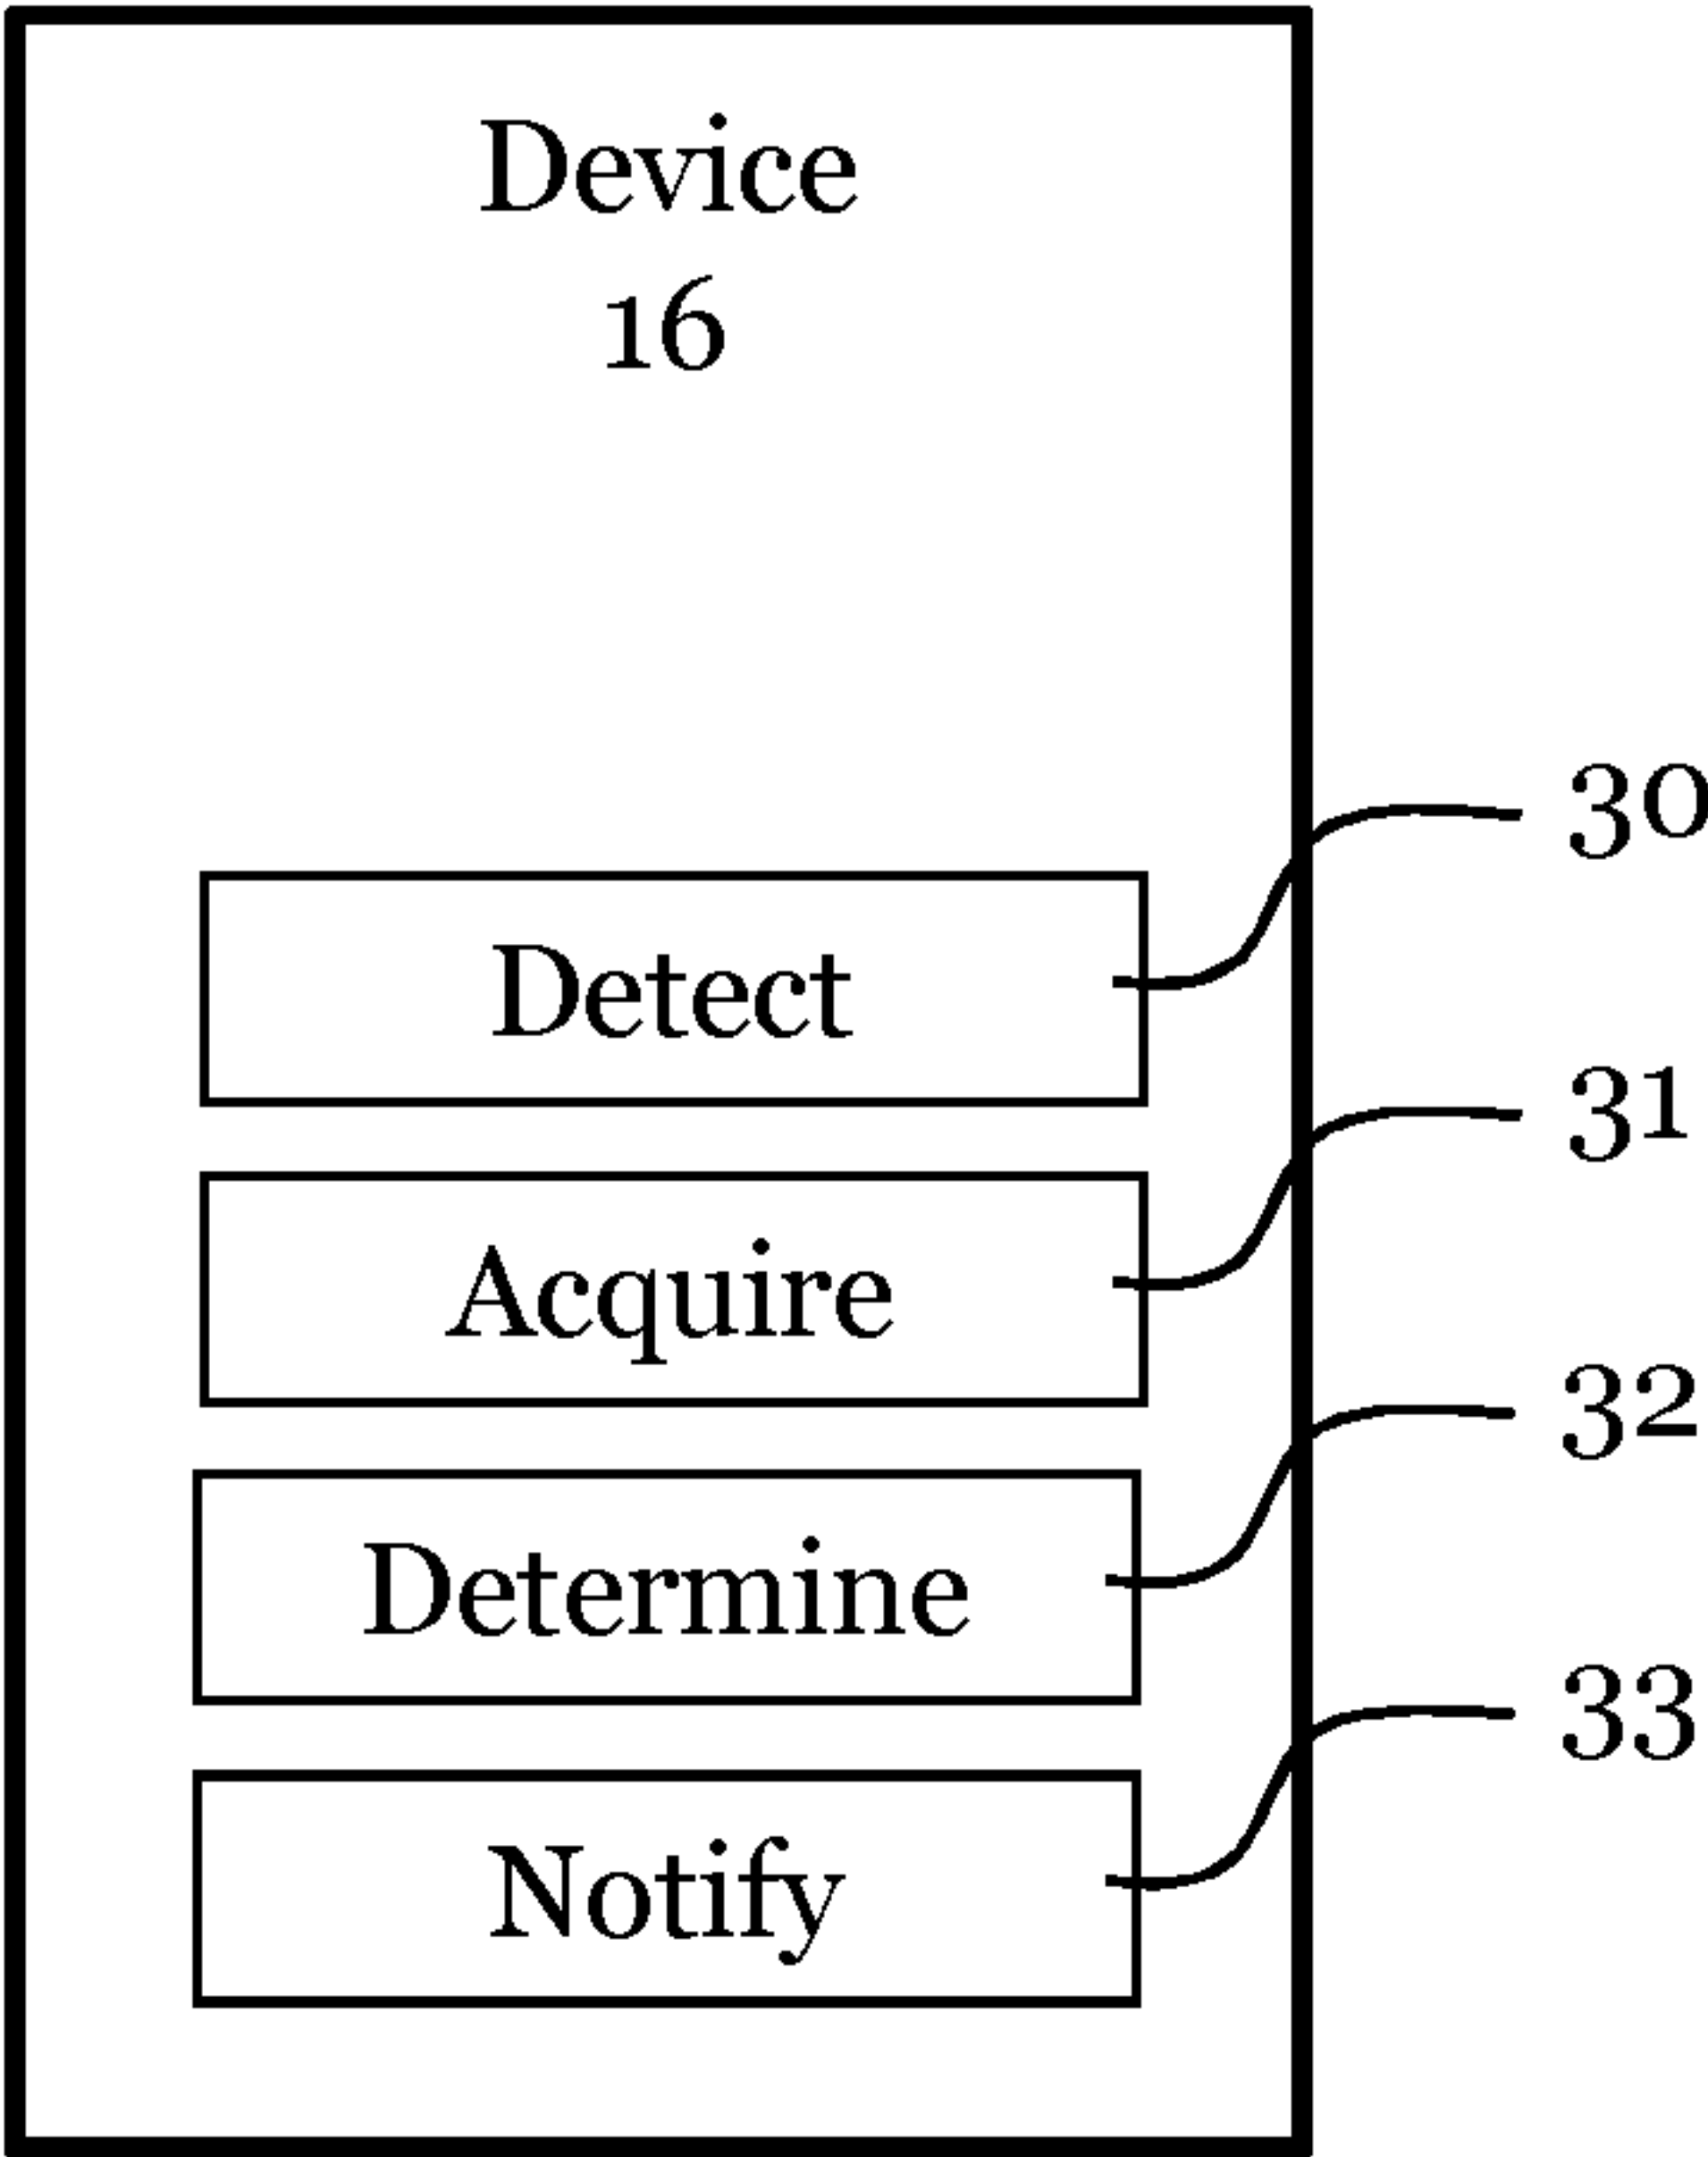 Device
16
30
Detect
31
Acquire
32
Determine
33
Notify